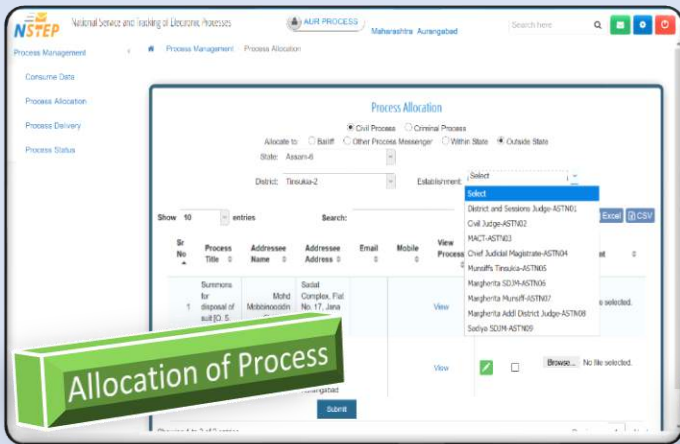 NSTEP National Service and Tracking of Electronic Processes AUR PROCESS Maharashtra Aurangabad Search here
Process Management Process Management Process Allocation
Consume Data
Process Allocation
Process Delivery
Process Status
Process Allocation
Civil Process Criminal Process
Allocate to: Bailiff Other Process Messenger Within State Outside State
State: Assam-6
District: Tinsukia-2 Establishment: Select
Select
District and Sessions Judge-ASTN01
Civil Judge-ASTN02
MACT-ASTN03
Chief Judicial Magistrate-ASTN04
Munsiffs Tinsukia-ASTN05
Margherita SDJM-ASTN06
Margherita Munsiff-ASTN07
Margherita Addl District Judge-ASTN08
Sadiya SDJM-ASTN09
Show 10 entries Search: Excel CSV
Sr No Process Title Addressee Name Addressee Address Email Mobile View Process
1 Summons for disposal of suit [O. 5. Mohd Sadat Complex, Flat No. 17, Jana View selected.
View Browse... No file selected.
Submit
Allocation of Process